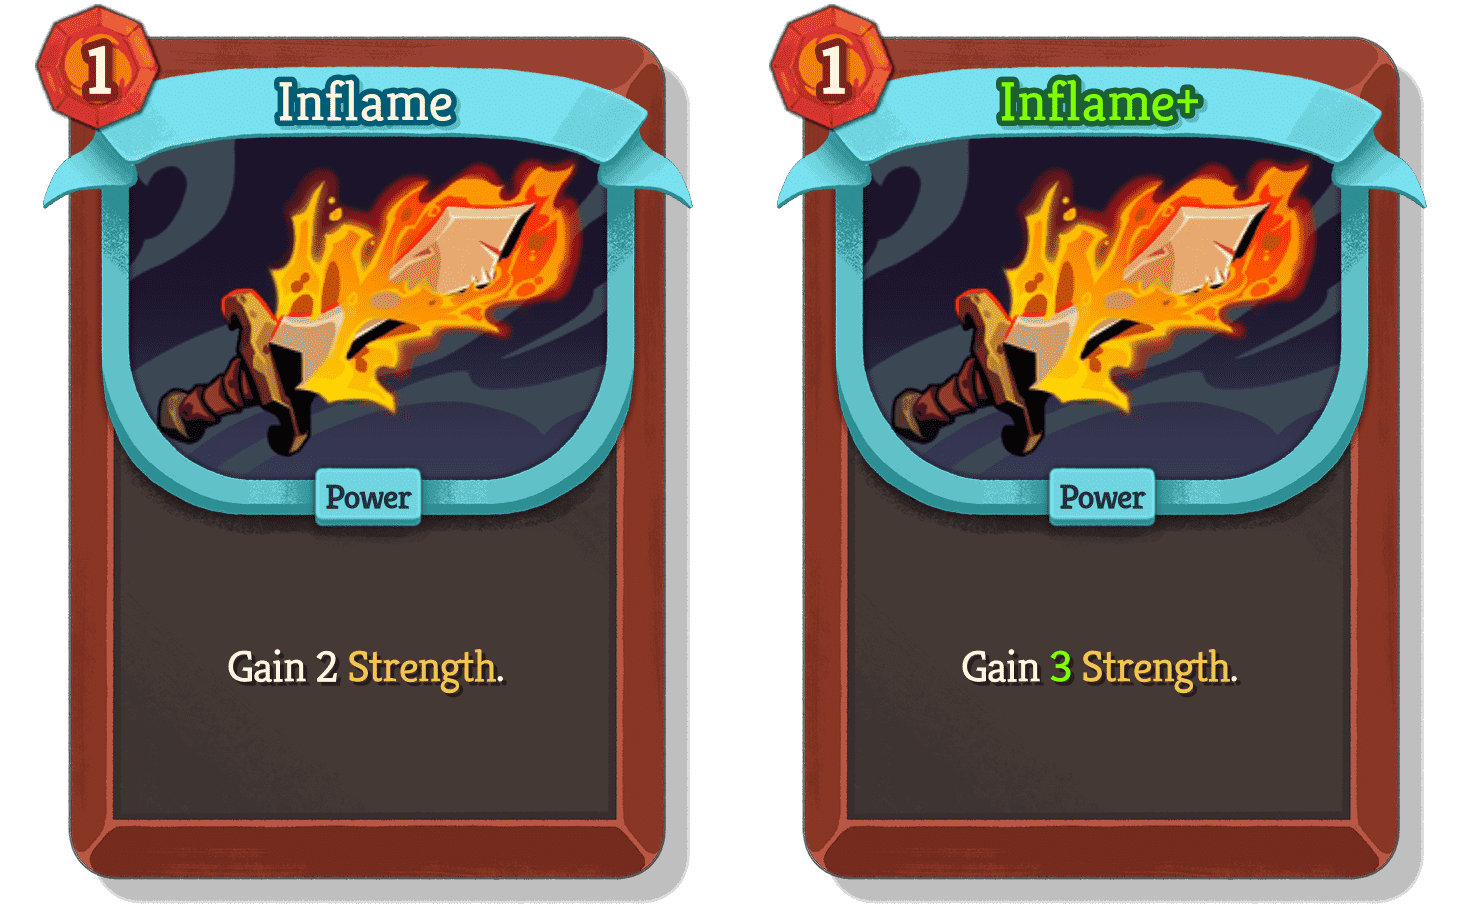 1
Inflame
Power
Gain 2 Strength.
1
Inflame+
Power
Gain 3 Strength.